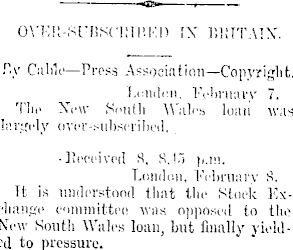 OVER-SUBSCRIBED IN BRITAIN.
By Cable—Press Association—Copyright.
London, February 7.
The New South Wales loan was
largely over-subscribed.
Received 8, 8.15 p.m.
London, February 8.
It is understood that the Stock Ex-
change committee was opposed to the
New South Wales loan, but finally yield-
ed to pressure.